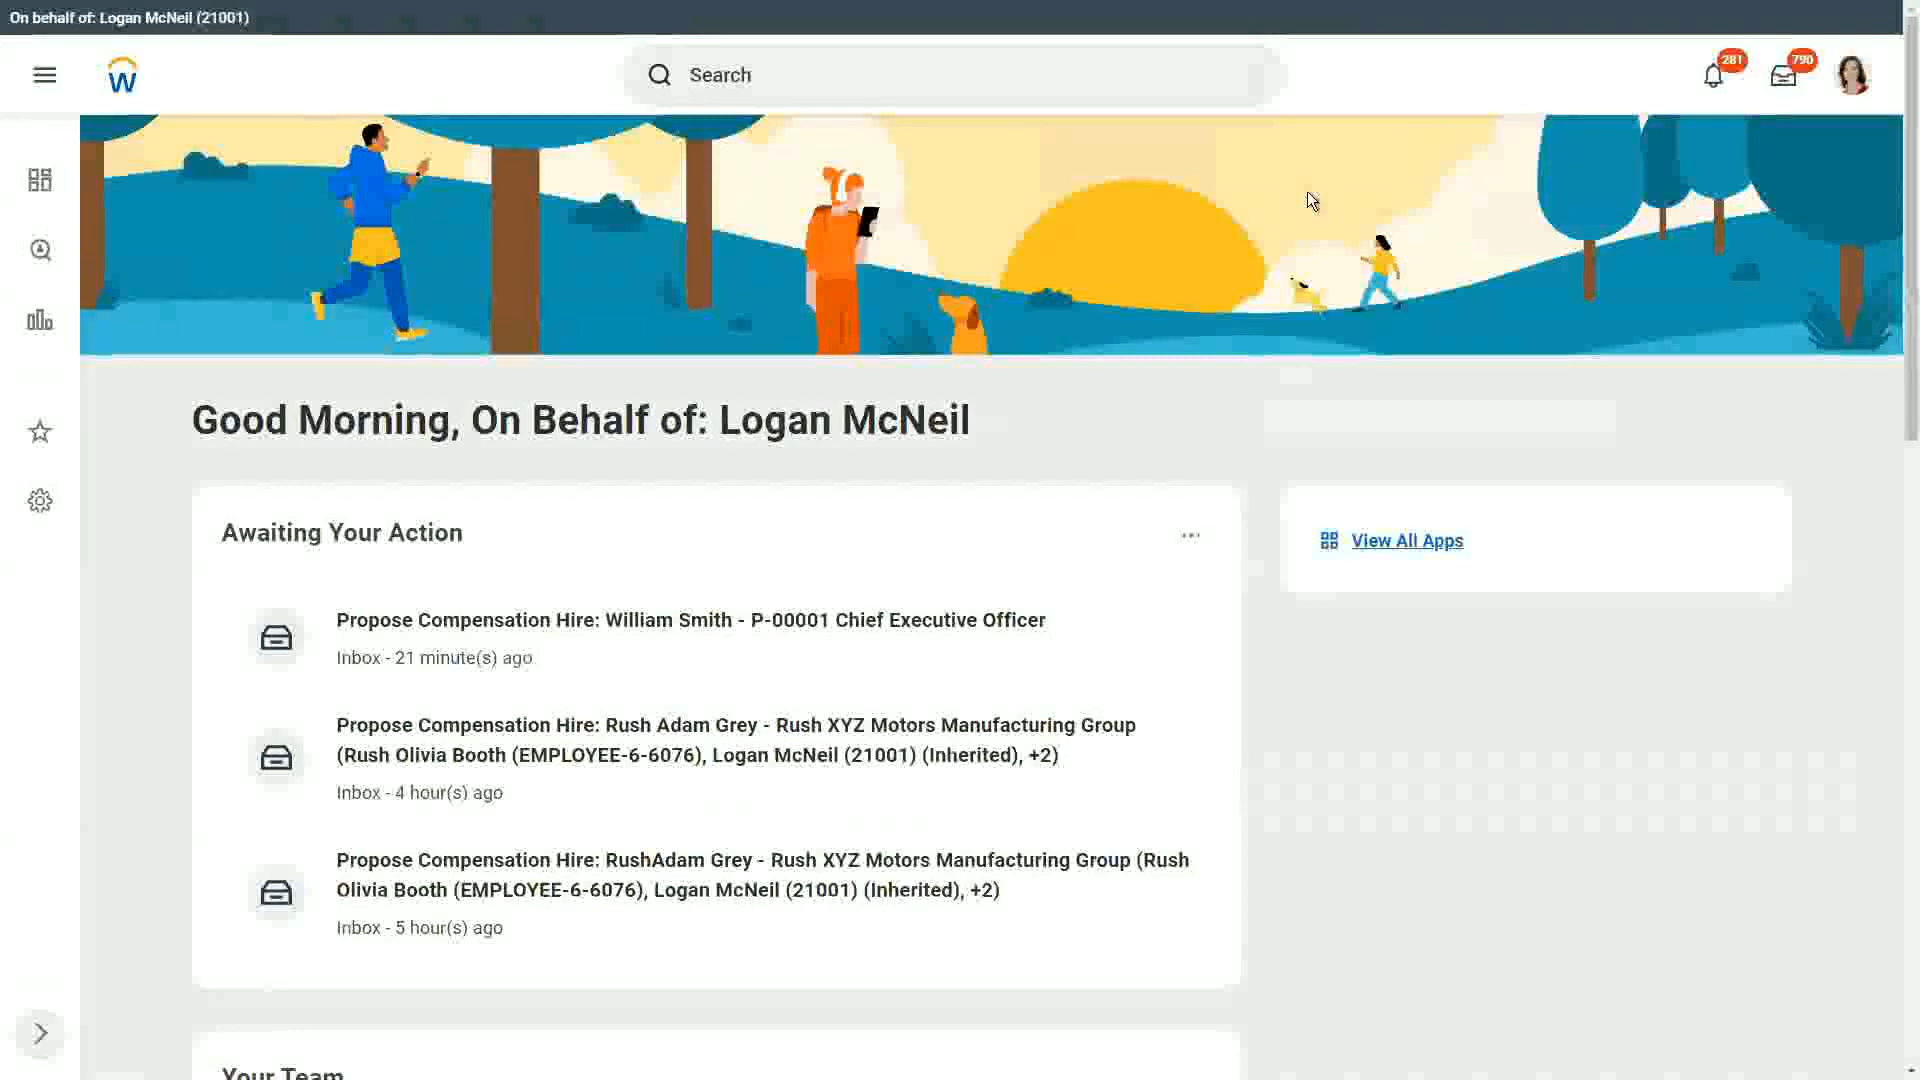 On behalf of: Logan McNeil (21001)
Search
281
790
Good Morning, On Behalf of: Logan McNeil
Awaiting Your Action
View All Apps
Propose Compensation Hire: William Smith - P-00001 Chief Executive Officer
Inbox - 21 minute(s) ago
Propose Compensation Hire: Rush Adam Grey - Rush XYZ Motors Manufacturing Group
(Rush Olivia Booth (EMPLOYEE-6-6076), Logan McNeil (21001) (Inherited), +2)
Inbox - 4 hour(s) ago
Propose Compensation Hire: RushAdam Grey - Rush XYZ Motors Manufacturing Group (Rush
Olivia Booth (EMPLOYEE-6-6076), Logan McNeil (21001) (Inherited), +2)
Inbox - 5 hour(s) ago
Your Team